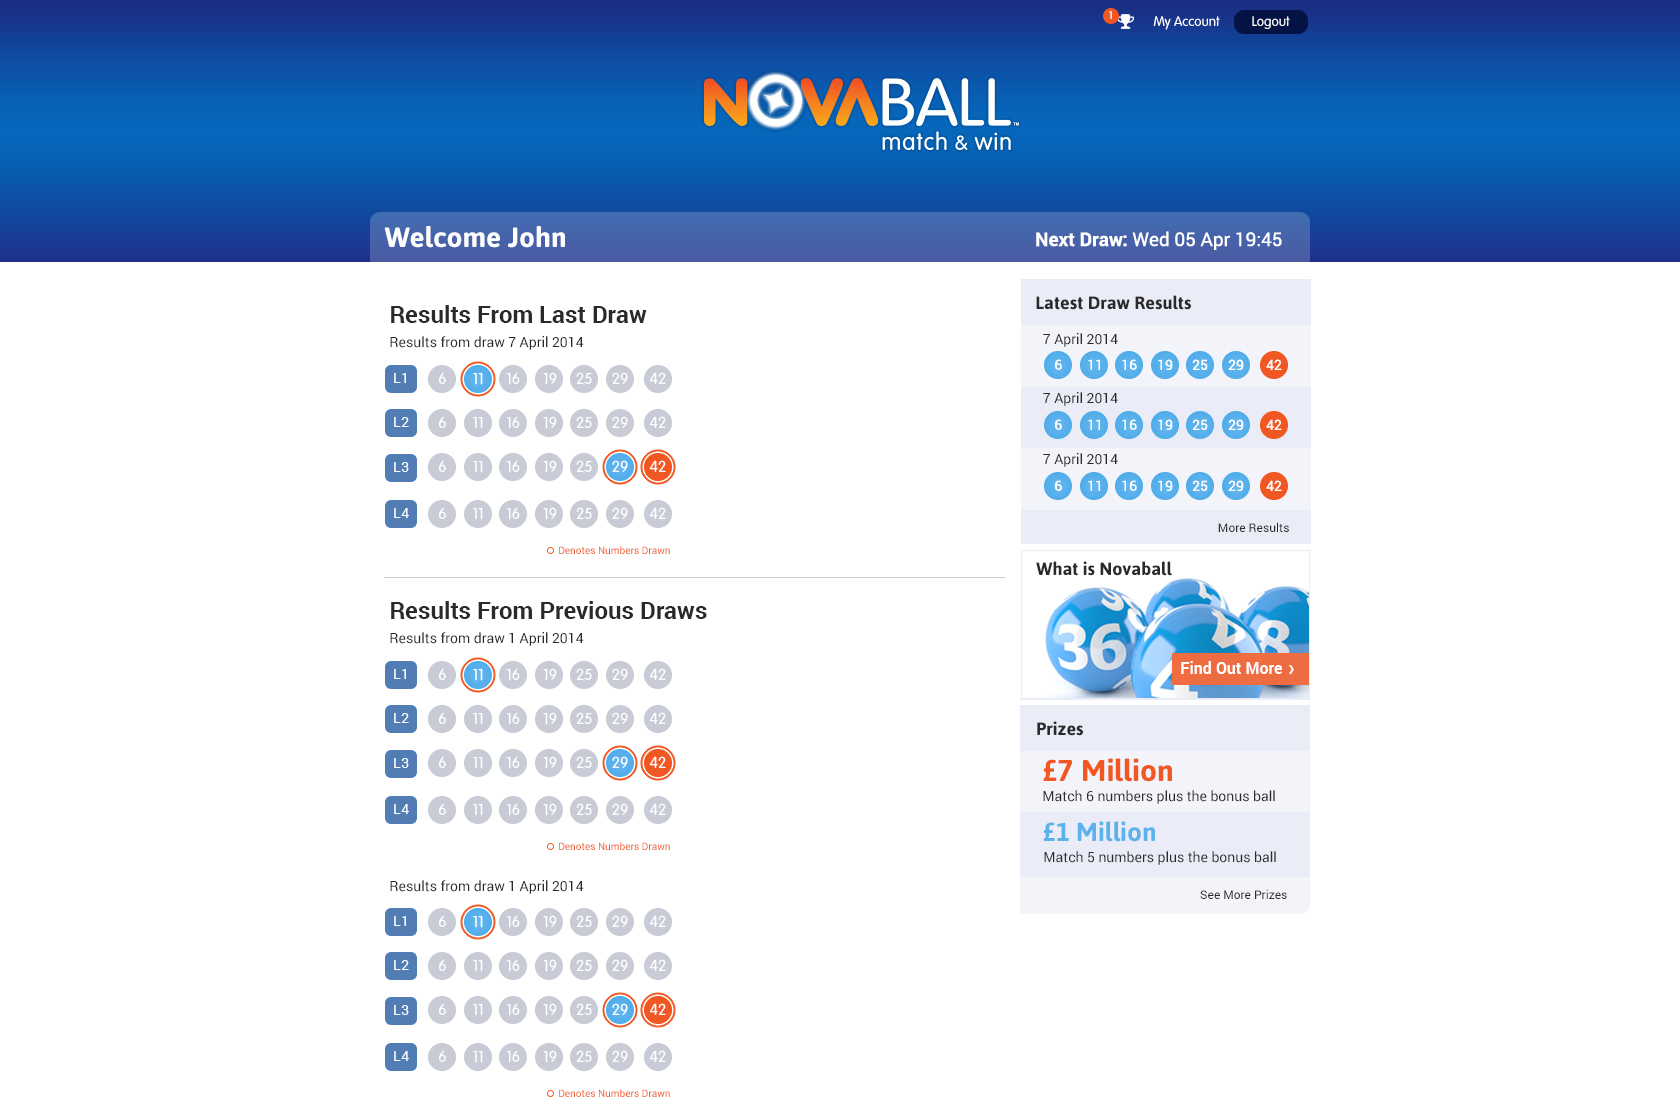 1
My Account
Logout
NOVABALL™
match & win
Welcome John
Next Draw: Wed 05 Apr 19:45
Results From Last Draw
Results from draw 7 April 2014
L1 6 11 16 19 25 29 42
L2 6 11 16 19 25 29 42
L3 6 11 16 19 25 29 42
L4 6 11 16 19 25 29 42
Denotes Numbers Drawn
Results From Previous Draws
Results from draw 1 April 2014
L1 6 11 16 19 25 29 42
L2 6 11 16 19 25 29 42
L3 6 11 16 19 25 29 42
L4 6 11 16 19 25 29 42
Denotes Numbers Drawn
Results from draw 1 April 2014
L1 6 11 16 19 25 29 42
L2 6 11 16 19 25 29 42
L3 6 11 16 19 25 29 42
L4 6 11 16 19 25 29 42
Denotes Numbers Drawn
Latest Draw Results
7 April 2014
6 11 16 19 25 29 42
7 April 2014
6 11 16 19 25 29 42
7 April 2014
6 11 16 19 25 29 42
More Results
What is Novaball
36
Find Out More ›
Prizes
£7 Million
Match 6 numbers plus the bonus ball
£1 Million
Match 5 numbers plus the bonus ball
See More Prizes